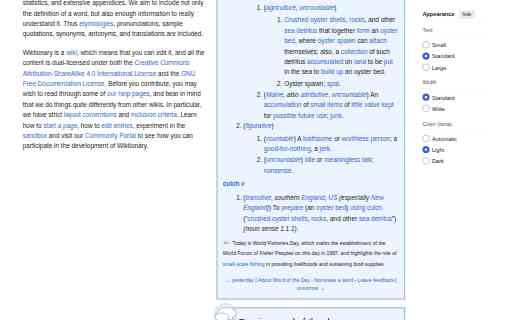 statistics, extensive appendices. We aim to include not only
the definition of a word, but also enough information to really
understand it. Thus etymologies, pronunciations, sample
quotations, synonyms, antonyms, and translations are included.
Wiktionary is a wiki, which means that you can edit it, and all the
content is dual-licensed under both the Creative Commons
Attribution-ShareAlike 4.0 International License and the GNU
Free Documentation License. Before you contribute, you may
wish to read through some of our help pages, and bear in mind
that we do things quite differently from other wikis. In particular,
we have strict layout conventions and inclusion criteria. Learn
how to start a page, how to edit entries, experiment in the
sandbox and visit our Community Portal to see how you can
participate in the development of Wiktionary.
1. (agriculture, uncountable)
1. Crushed oyster shells, rocks, and other
sea detritus that together form an oyster
bed, where oyster spawn can attach
themselves; also, a collection of such
detritus accumulated on land to be put
in the sea to build up an oyster bed.
2. Oyster spawn; spat.
2. (Maine, also attributive, uncountable) An
accumulation of small items of little value kept
for possible future use; junk.
2. (figurative)
1. (countable) A loathsome or worthless person; a
good-for-nothing, a jerk.
2. (uncountable) Idle or meaningless talk;
nonsense.
cultch v
1. (transitive, southern England, US (especially New
England)) To prepare (an oyster bed) using cultch
("crushed oyster shells, rocks, and other sea detritus")
(noun sense 1.1.1).
Today is World Fisheries Day, which marks the establishment of the
World Forum of Fisher Peoples on this day in 1997, and highlights the role of
small-scale fishing in providing livelihoods and sustaining food supplies.
← yesterday | About Word of the Day • Nominate a word • Leave feedback |
tomorrow →
Appearance hide
Text
Small
Standard
Large
Width
Standard
Wide
Color (beta)
Automatic
Light
Dark